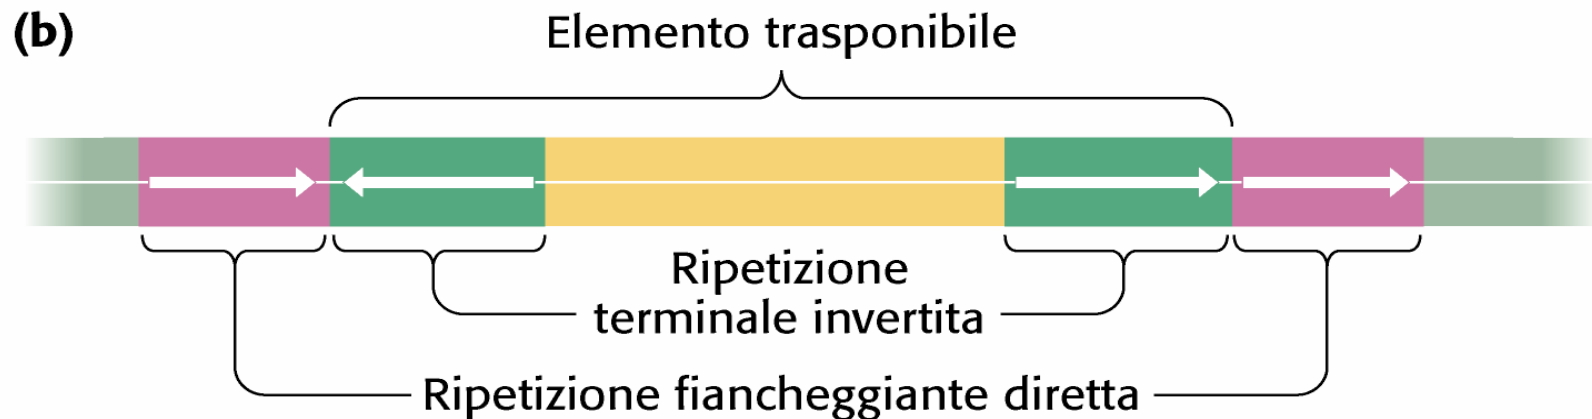 (b)
Elemento trasponibile
Ripetizione
terminale invertita
Ripetizione fiancheggiante diretta